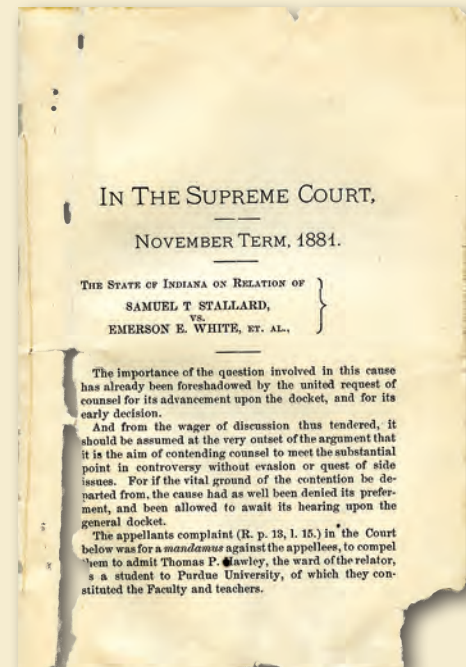 IN THE SUPREME COURT,
NOVEMBER TERM, 1881.
THE STATE OF INDIANA ON RELATION OF
SAMUEL T STALLARD,
VS.
EMERSON E. WHITE, ET. AL.,
The importance of the question involved in this cause
has already been foreshadowed by the united request of
counsel for its advancement upon the docket, and for its
early decision.
And from the wager of discussion thus tendered, it
should be assumed at the very outset of the argument that
it is the aim of contending counsel to meet the substantial
point in controversy without evasion or quest of side
issues. For if the vital ground of the contention be de-
parted from, the cause had as well been denied its prefer-
ment, and been allowed to await its hearing upon the
general docket.
The appellants complaint (R. p. 13, l. 15.) in the Court
below was for a mandamus against the appellees, to compel
them to admit Thomas P. Hawley, the ward of the relator,
s a student to Purdue University, of which they con-
stituted the Faculty and teachers.